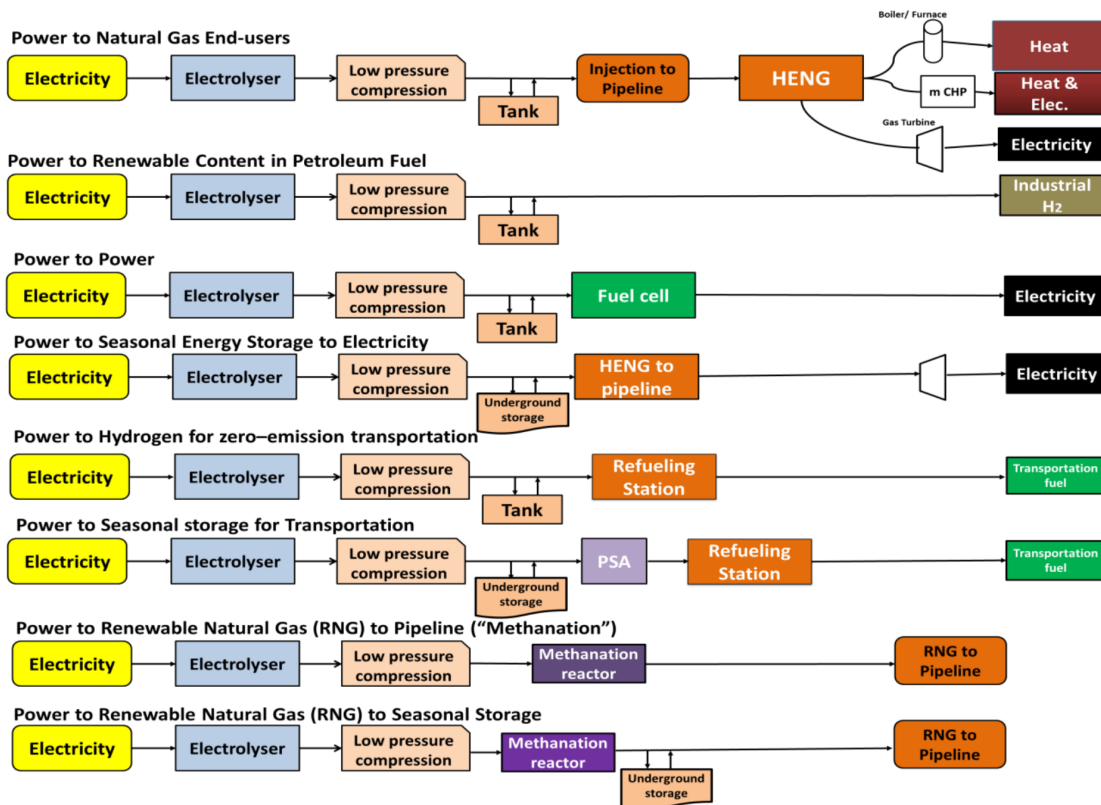 Power to Natural Gas End-users
Electricity
Electrolyser
Low pressure
compression
Tank
Injection to
Pipeline
HENG
Boiler/ Furnace
Heat
m CHP
Heat &
Elec.
Gas Turbine
Electricity
Power to Renewable Content in Petroleum Fuel
Electricity
Electrolyser
Low pressure
compression
Tank
Industrial
H2
Power to Power
Electricity
Electrolyser
Low pressure
compression
Tank
Fuel cell
Electricity
Power to Seasonal Energy Storage to Electricity
Electricity
Electrolyser
Low pressure
compression
Underground
storage
HENG to
pipeline
Electricity
Power to Hydrogen for zero–emission transportation
Electricity
Electrolyser
Low pressure
compression
Tank
Refueling
Station
Transportation
fuel
Power to Seasonal storage for Transportation
Electricity
Electrolyser
Low pressure
compression
Underground
storage
PSA
Refueling
Station
Transportation
fuel
Power to Renewable Natural Gas (RNG) to Pipeline (“Methanation”)
Electricity
Electrolyser
Low pressure
compression
Methanation
reactor
RNG to
Pipeline
Power to Renewable Natural Gas (RNG) to Seasonal Storage
Electricity
Electrolyser
Low pressure
compression
Methanation
reactor
Underground
storage
RNG to
Pipeline